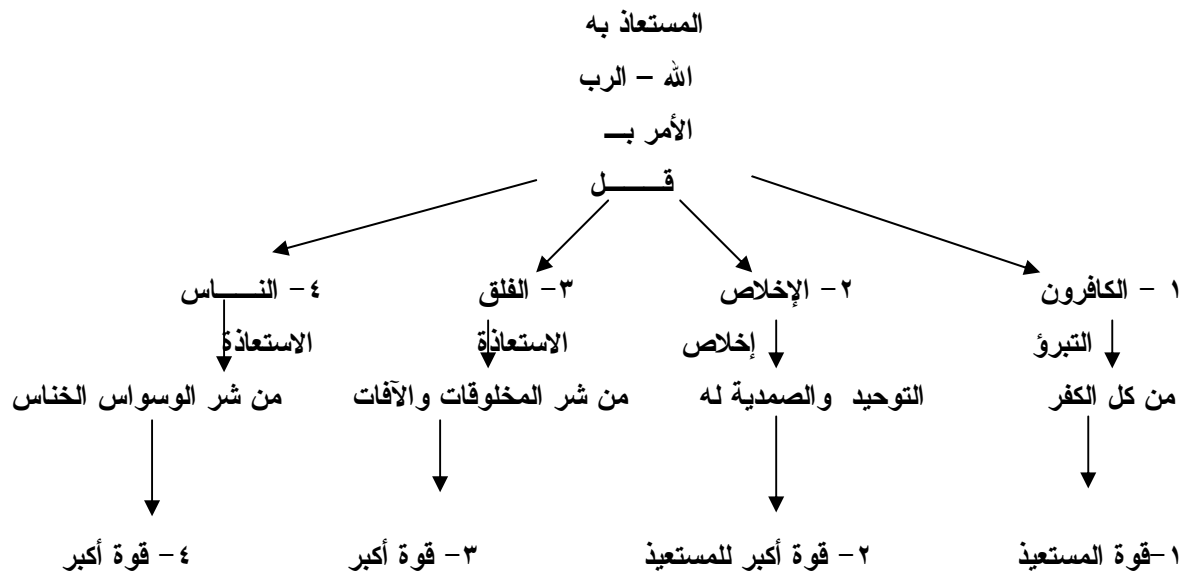 المستعاذ به
الله – الرب
الأمر بـــ
قـــــــل
١ - الكافرون ٢- الإخلاص ٣- الفلق ٤- النـــــاس
التبرؤ إخلاص الاستعاذة الاستعاذة
من كل الكفر التوحيد والصمدية له من شر المخلوقات والآفات من شر الوسواس الخناس
١-قوة المستعيذ ٢- قوة أكبر للمستعيذ ٣- قوة أكبر ٤- قوة أكبر